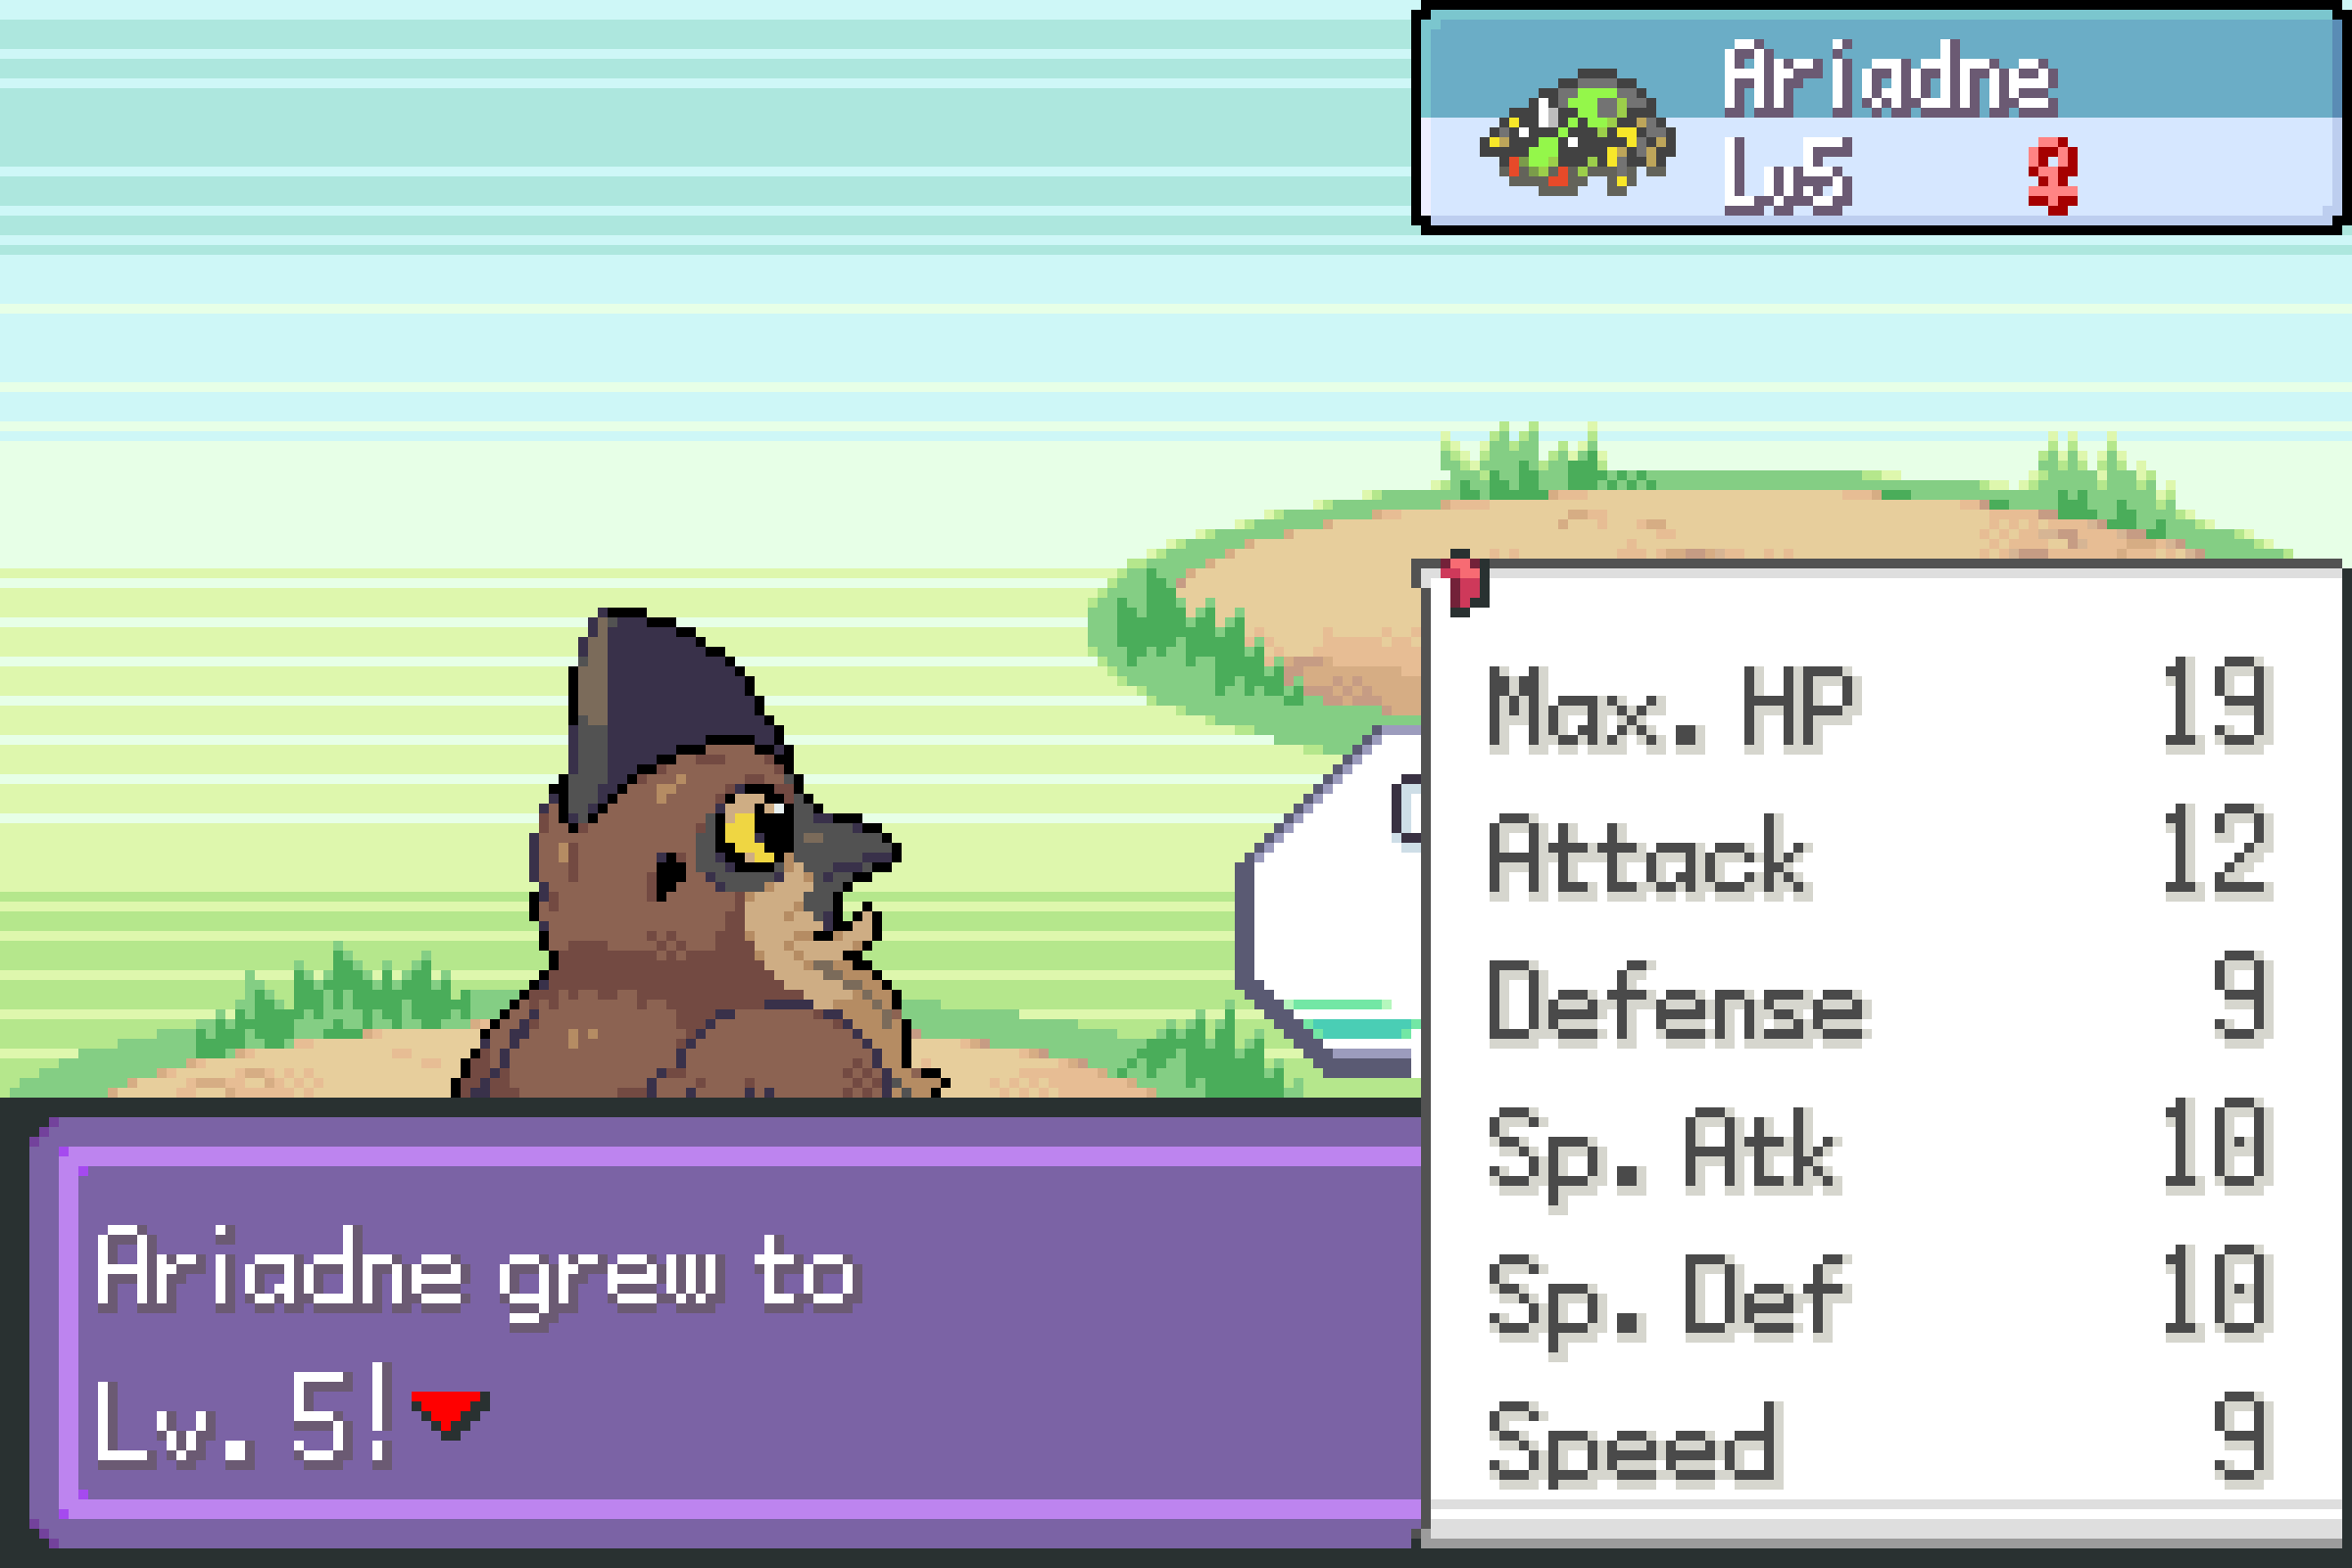 Ariadne
Lv5 ♀
Max. HP 19
Attack 12
Defense 9
Sp. Atk 10
Sp. Def 10
Speed 9
Ariadne grew to
Lv. 5!